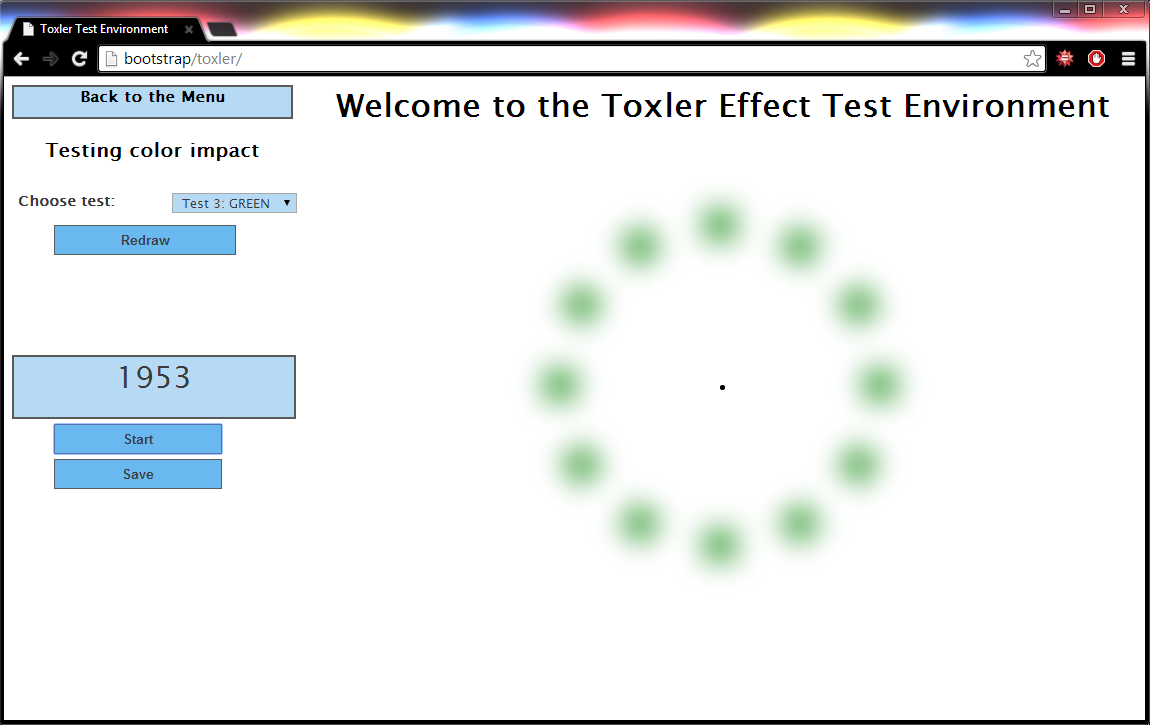 Toxler Test Environment
bootstrap/toxler/
Back to the Menu
Welcome to the Toxler Effect Test Environment
Testing color impact
Choose test: Test 3: GREEN
Redraw
1953
Start
Save